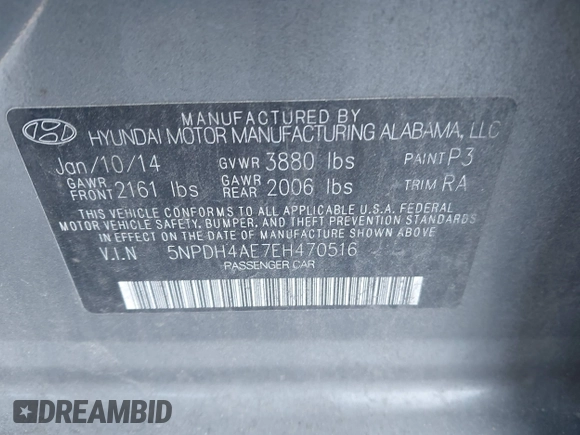 MANUFACTURED BY
HYUNDAI MOTOR MANUFACTURING ALABAMA, LLC
Jan/10/14 GVWR 3880 lbs PAINT P3
GAWR FRONT 2161 lbs GAWR REAR 2006 lbs TRIM RA
THIS VEHICLE CONFORMS TO ALL APPLICABLE U.S.A. FEDERAL
MOTOR VEHICLE SAFETY, BUMPER, AND THEFT PREVENTION STANDARDS
IN EFFECT ON THE DATE OF MANUFACTURE SHOWN ABOVE
V.I.N 5NPDH4AE7EH470516
PASSENGER CAR
DREAMBID